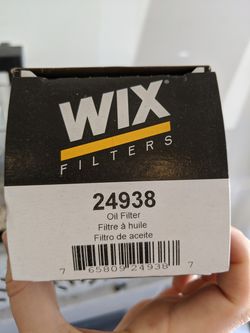 WIX
FILTERS
24938
Oil Filter
Filtre à huile
Filtro de aceite
7 65809 24938 7